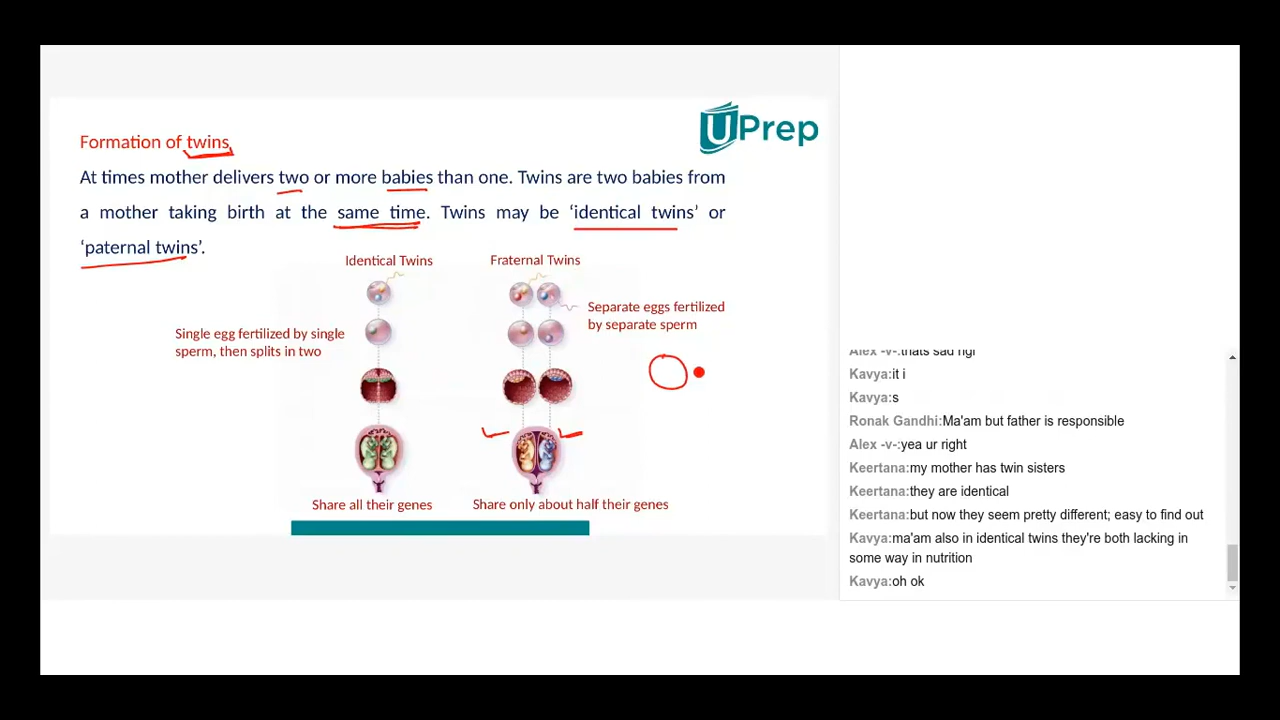 UPrep
Formation of twins
At times mother delivers two or more babies than one. Twins are two babies from
a mother taking birth at the same time. Twins may be ‘identical twins’ or
‘paternal twins’.
Identical Twins
Fraternal Twins
Single egg fertilized by single
sperm, then splits in two
Separate eggs fertilized
by separate sperm
Share all their genes
Share only about half their genes
Alex -v-:thats sad
Kavya:it i
Kavya:s
Ronak Gandhi:Ma'am but father is responsible
Alex -v-:yea ur right
Keertana:my mother has twin sisters
Keertana:they are identical
Keertana:but now they seem pretty different; easy to find out
Kavya:ma'am also in identical twins they're both lacking in
some way in nutrition
Kavya:oh ok